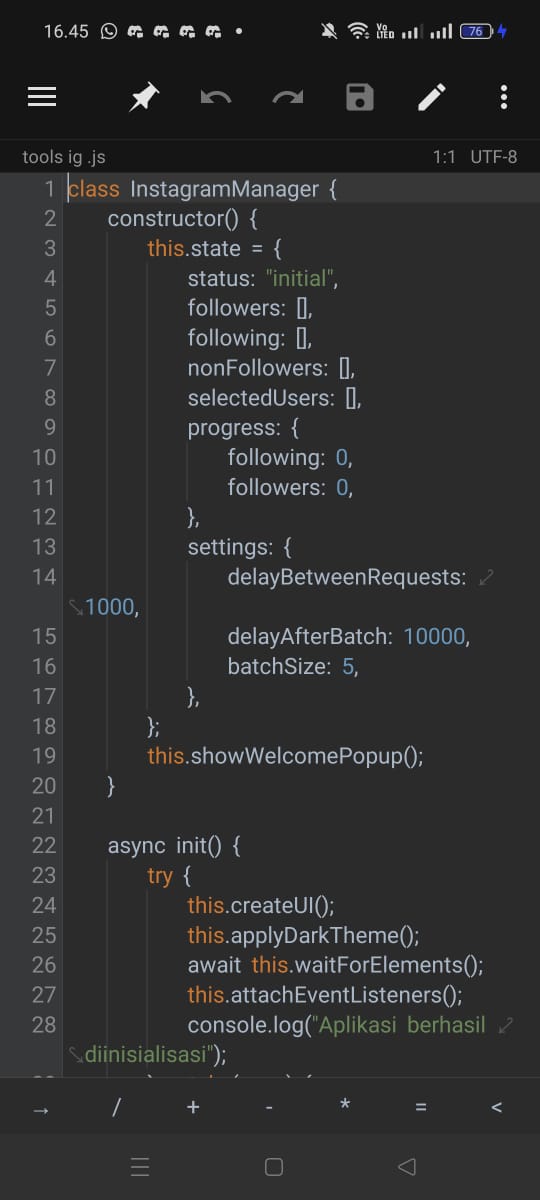 16.45 Vo LTED 76
tools ig .js 1:1 UTF-8
1 class InstagramManager {
2 constructor() {
3 this.state = {
4 status: "initial",
5 followers: [],
6 following: [],
7 nonFollowers: [],
8 selectedUsers: [],
9 progress: {
10 following: 0,
11 followers: 0,
12 },
13 settings: {
14 delayBetweenRequests:
1000,
15 delayAfterBatch: 10000,
16 batchSize: 5,
17 },
18 };
19 this.showWelcomePopup();
20 }
21
22 async init() {
23 try {
24 this.createUI();
25 this.applyDarkTheme();
26 await this.waitForElements();
27 this.attachEventListeners();
28 console.log("Aplikasi berhasil
diinisialisasi");
→ / + - * = <